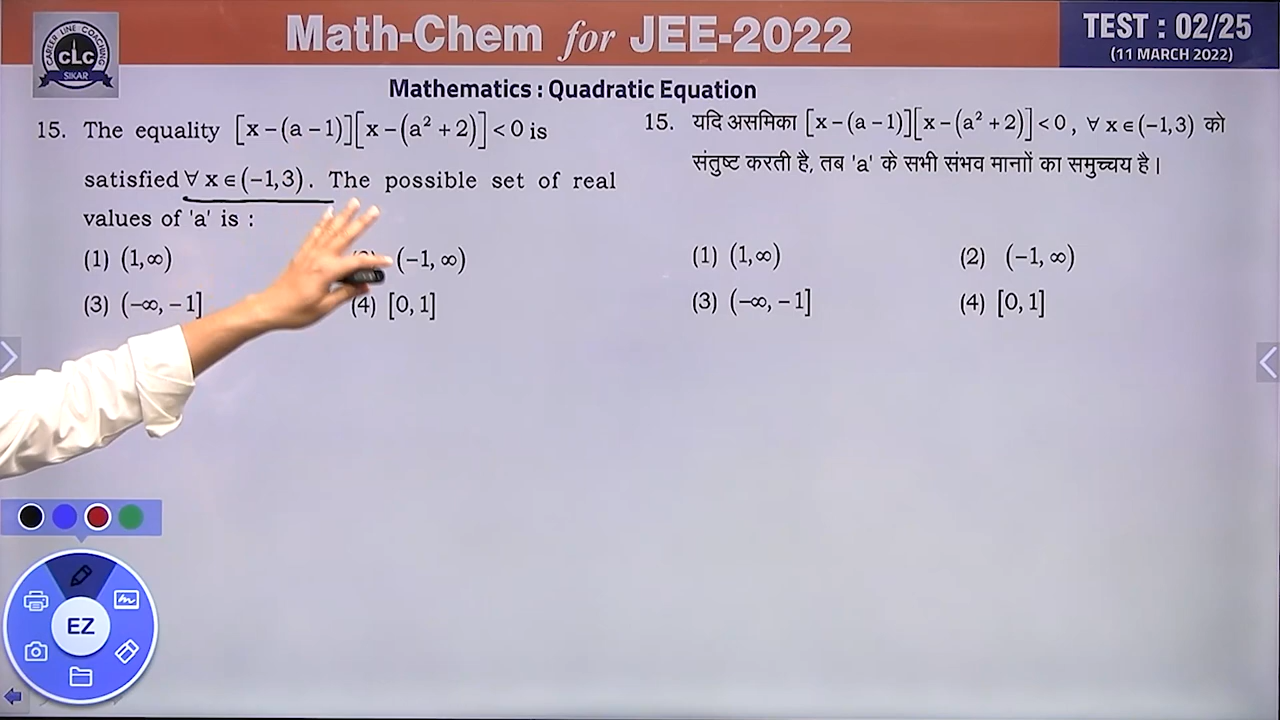 CAREER LINE COACHING
CLC
SIKAR
Math-Chem for JEE-2022
TEST : 02/25
(11 MARCH 2022)
Mathematics : Quadratic Equation
15. The equality [x−(a−1)][x−(a²+2)]<0 is
satisfied ∀ x∈(−1,3). The possible set of real
values of 'a' is :
(1) (1,∞) (−1,∞)
(3) (−∞,−1] (4) [0,1]
15. यदि असमिका [x−(a−1)][x−(a²+2)]<0, ∀ x∈(−1,3) को
संतुष्ट करती है, तब 'a' के सभी संभव मानाों का समुच्चय है।
(1) (1,∞) (2) (−1,∞)
(3) (−∞,−1] (4) [0,1]
EZ